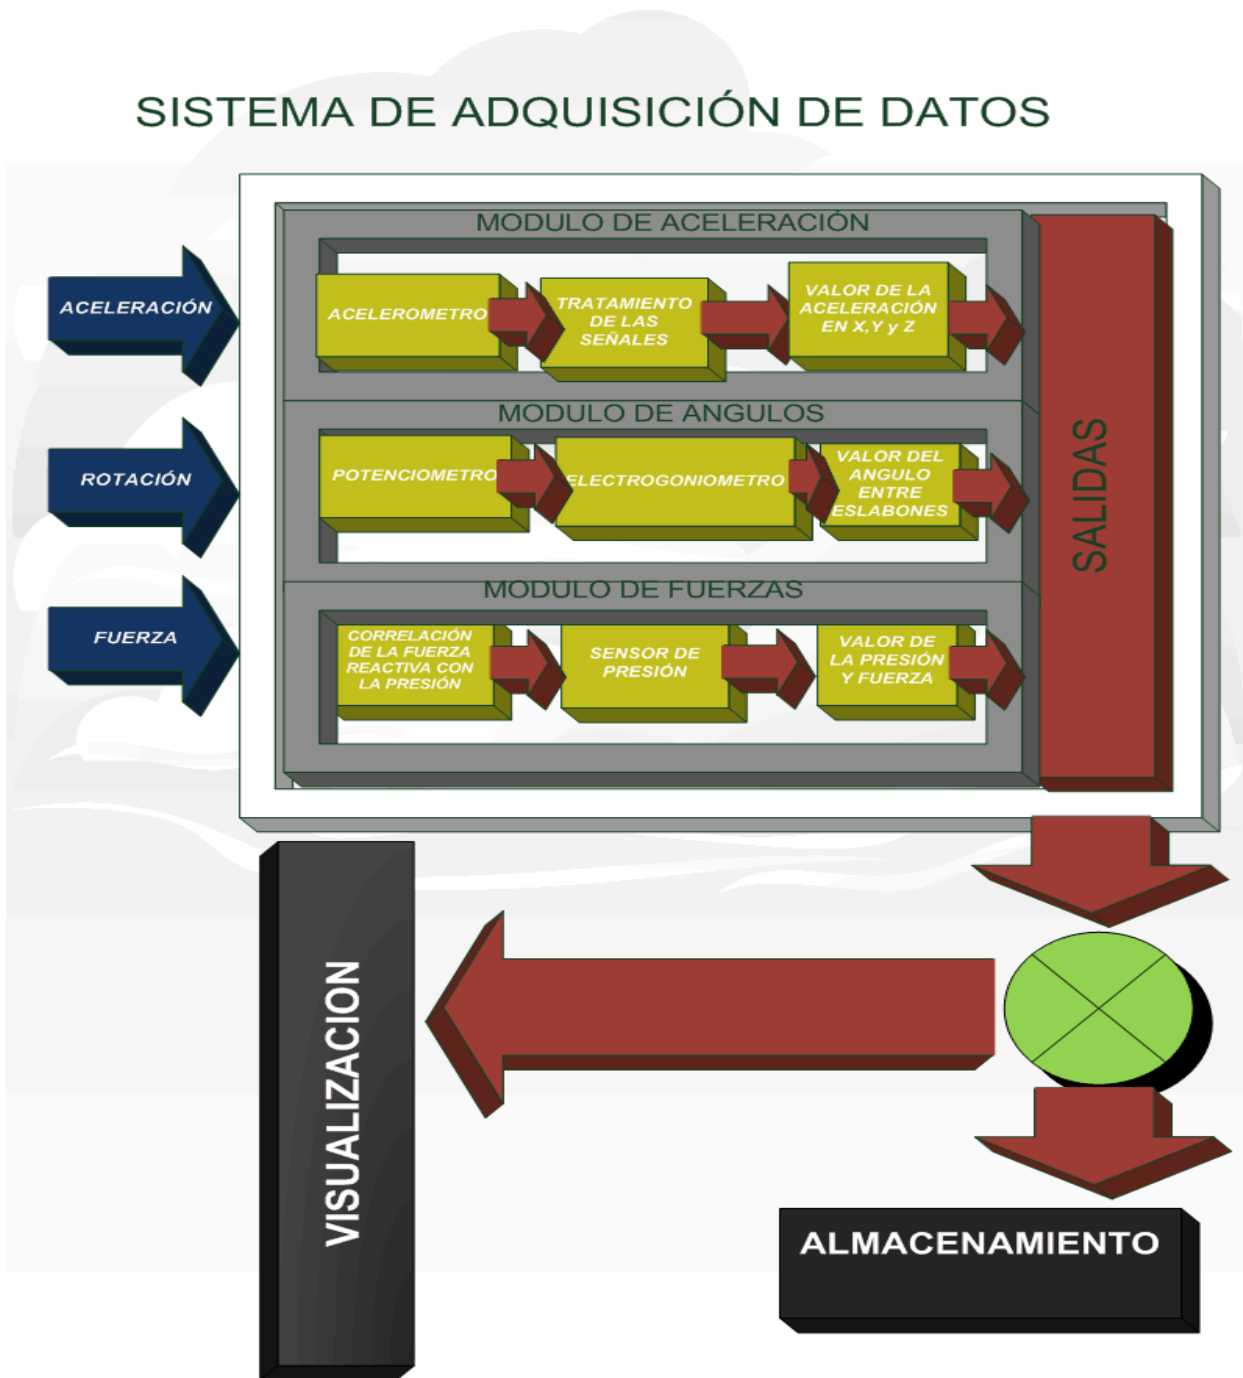 SISTEMA DE ADQUISICIÓN DE DATOS
MODULO DE ACELERACIÓN
ACELERACIÓN
ACELEROMETRO
TRATAMIENTO
DE LAS
SEÑALES
VALOR DE LA
ACELERACIÓN
EN X,Y y Z
MODULO DE ANGULOS
ROTACIÓN
POTENCIOMETRO
ELECTROGONIOMETRO
VALOR DEL
ANGULO
ENTRE
ESLABONES
MODULO DE FUERZAS
FUERZA
CORRELACIÓN
DE LA FUERZA
REACTIVA CON
LA PRESIÓN
SENSOR DE
PRESIÓN
VALOR DE
LA PRESIÓN
Y FUERZA
SALIDAS
VISUALIZACION
ALMACENAMIENTO